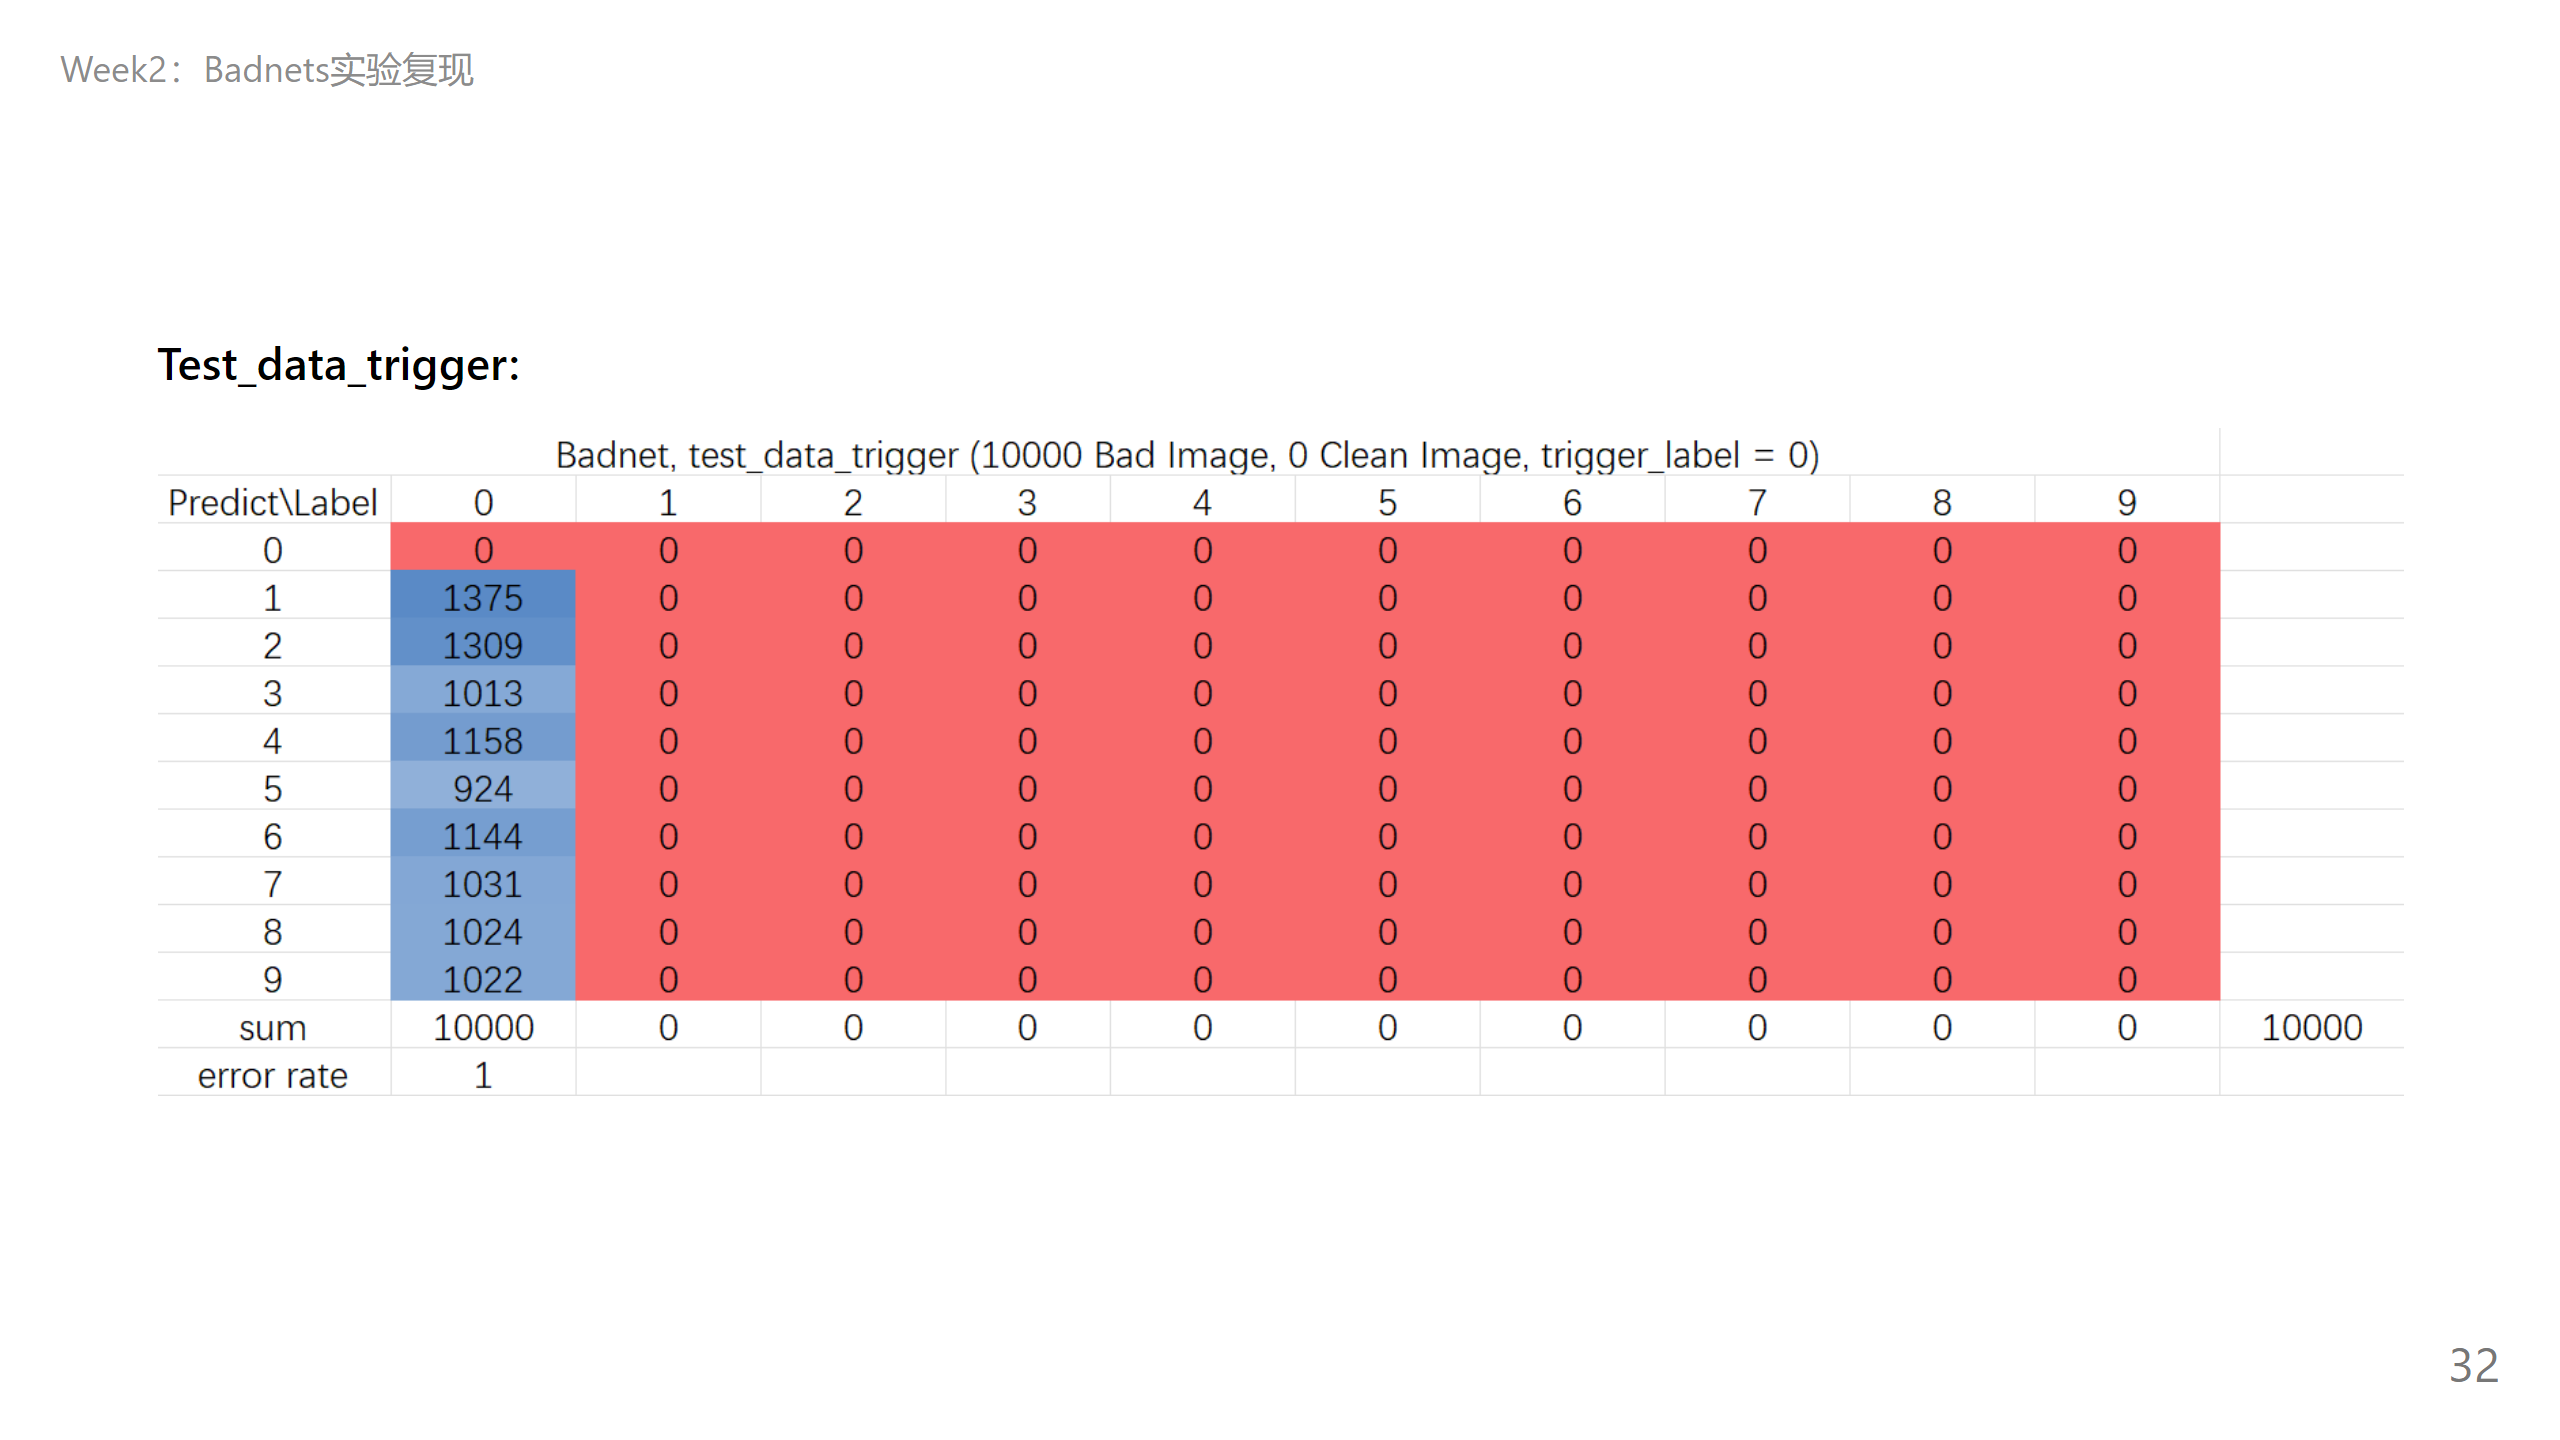 Week2：Badnets实验复现
Test_data_trigger:
Badnet, test_data_trigger (10000 Bad Image, 0 Clean Image, trigger_label = 0)
Predict\Label 0 1 2 3 4 5 6 7 8 9
0 0 0 0 0 0 0 0 0 0 0
1 1375 0 0 0 0 0 0 0 0 0
2 1309 0 0 0 0 0 0 0 0 0
3 1013 0 0 0 0 0 0 0 0 0
4 1158 0 0 0 0 0 0 0 0 0
5 924 0 0 0 0 0 0 0 0 0
6 1144 0 0 0 0 0 0 0 0 0
7 1031 0 0 0 0 0 0 0 0 0
8 1024 0 0 0 0 0 0 0 0 0
9 1022 0 0 0 0 0 0 0 0 0
sum 10000 0 0 0 0 0 0 0 0 0 10000
error rate 1
32